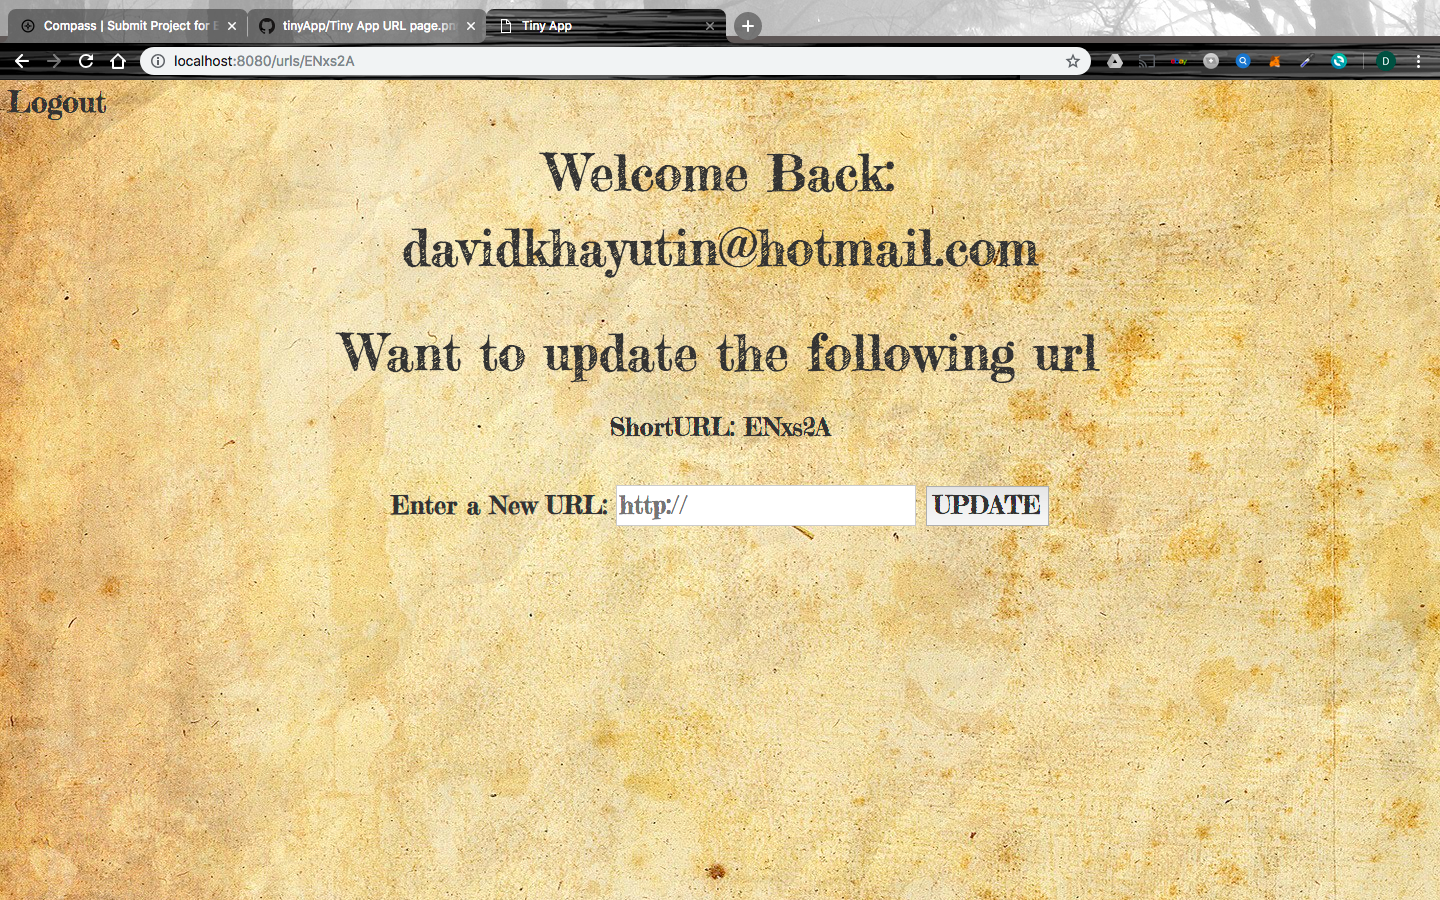 Compass | Submit Project for E
tinyApp/Tiny App URL page.pn
Tiny App
localhost:8080/urls/ENxs2A
ebay
D
Logout
Welcome Back:
davidkhayutin@hotmail.com
Want to update the following url
ShortURL: ENxs2A
Enter a New URL: http:// UPDATE